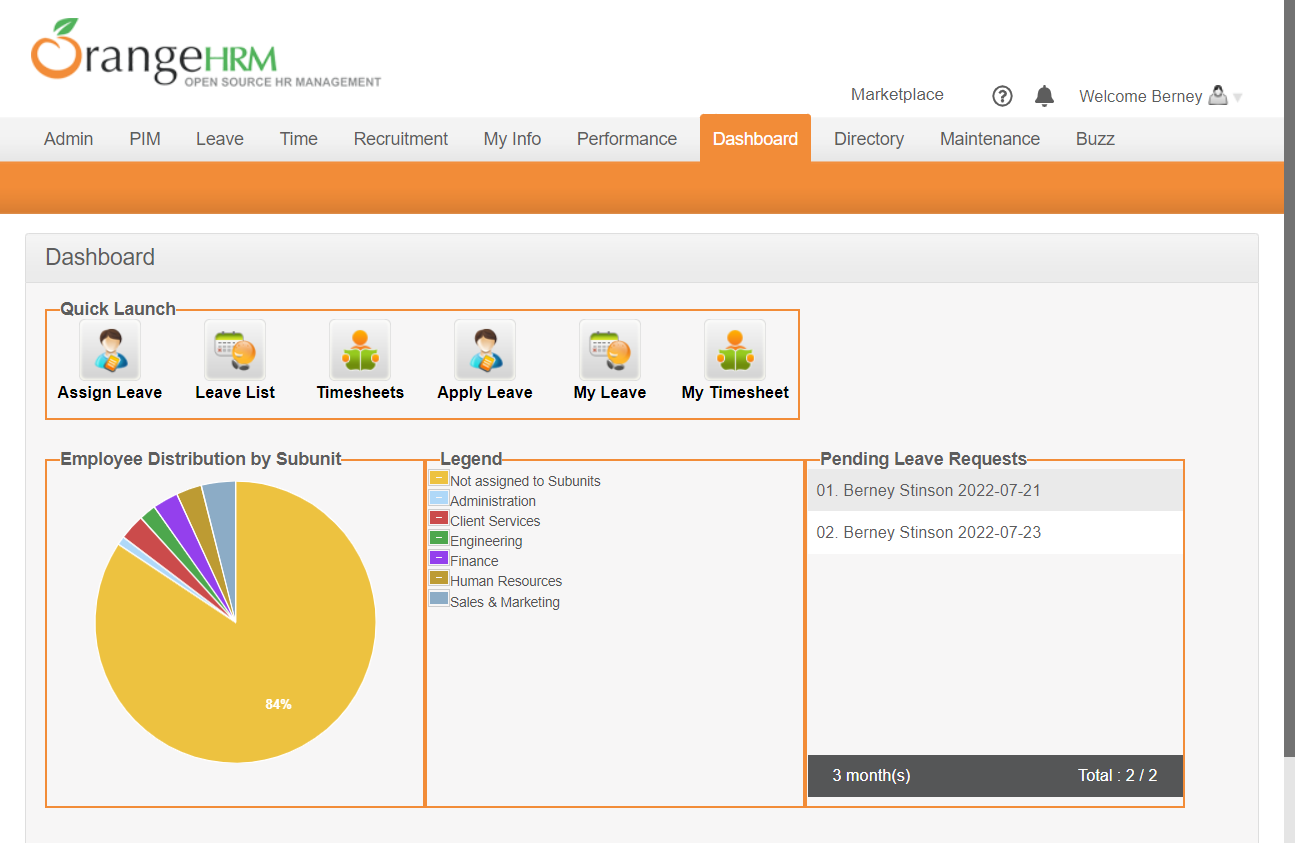 OrangeHRM
OPEN SOURCE HR MANAGEMENT
Marketplace ? Welcome Berney
Admin PIM Leave Time Recruitment My Info Performance Dashboard Directory Maintenance Buzz
Dashboard
Quick Launch
Assign Leave Leave List Timesheets Apply Leave My Leave My Timesheet
Employee Distribution by Subunit
84%
Legend
Not assigned to Subunits
Administration
Client Services
Engineering
Finance
Human Resources
Sales & Marketing
Pending Leave Requests
01. Berney Stinson 2022-07-21
02. Berney Stinson 2022-07-23
3 month(s) Total : 2 / 2